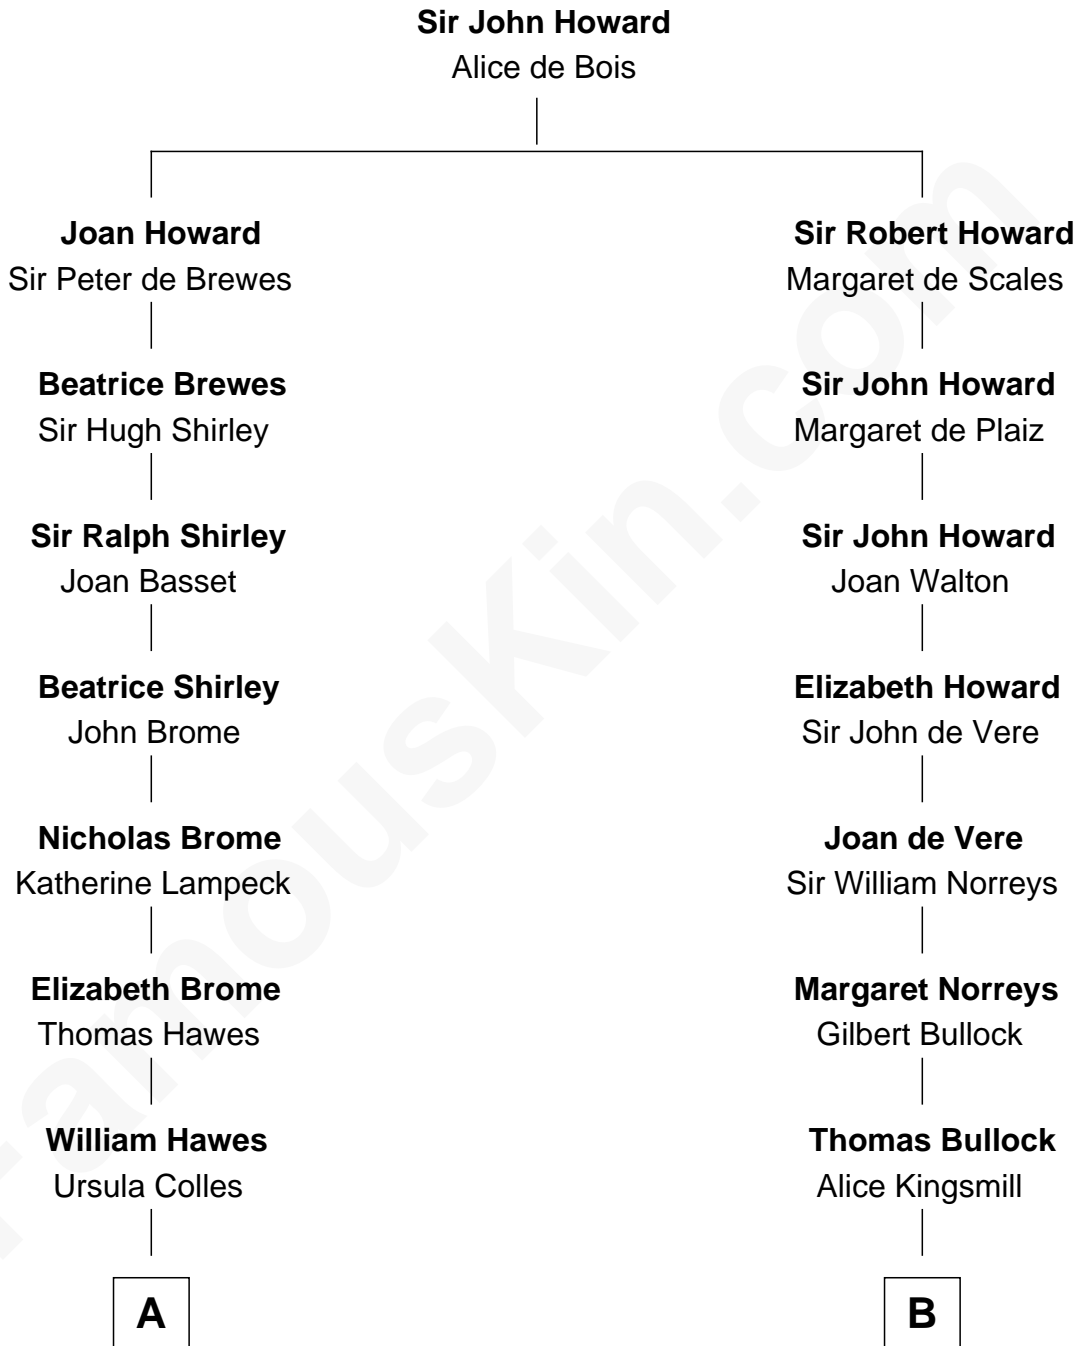 Sir John Howard
Alice de Bois
Joan Howard
Sir Peter de Brewes
Sir Robert Howard
Margaret de Scales
Beatrice Brewes
Sir Hugh Shirley
Sir John Howard
Margaret de Plaiz
Sir Ralph Shirley
Joan Basset
Sir John Howard
Joan Walton
Beatrice Shirley
John Brome
Elizabeth Howard
Sir John de Vere
Nicholas Brome
Katherine Lampeck
Joan de Vere
Sir William Norreys
Elizabeth Brome
Thomas Hawes
Margaret Norreys
Gilbert Bullock
William Hawes
Ursula Colles
Thomas Bullock
Alice Kingsmill
A
B
FamousKin.com